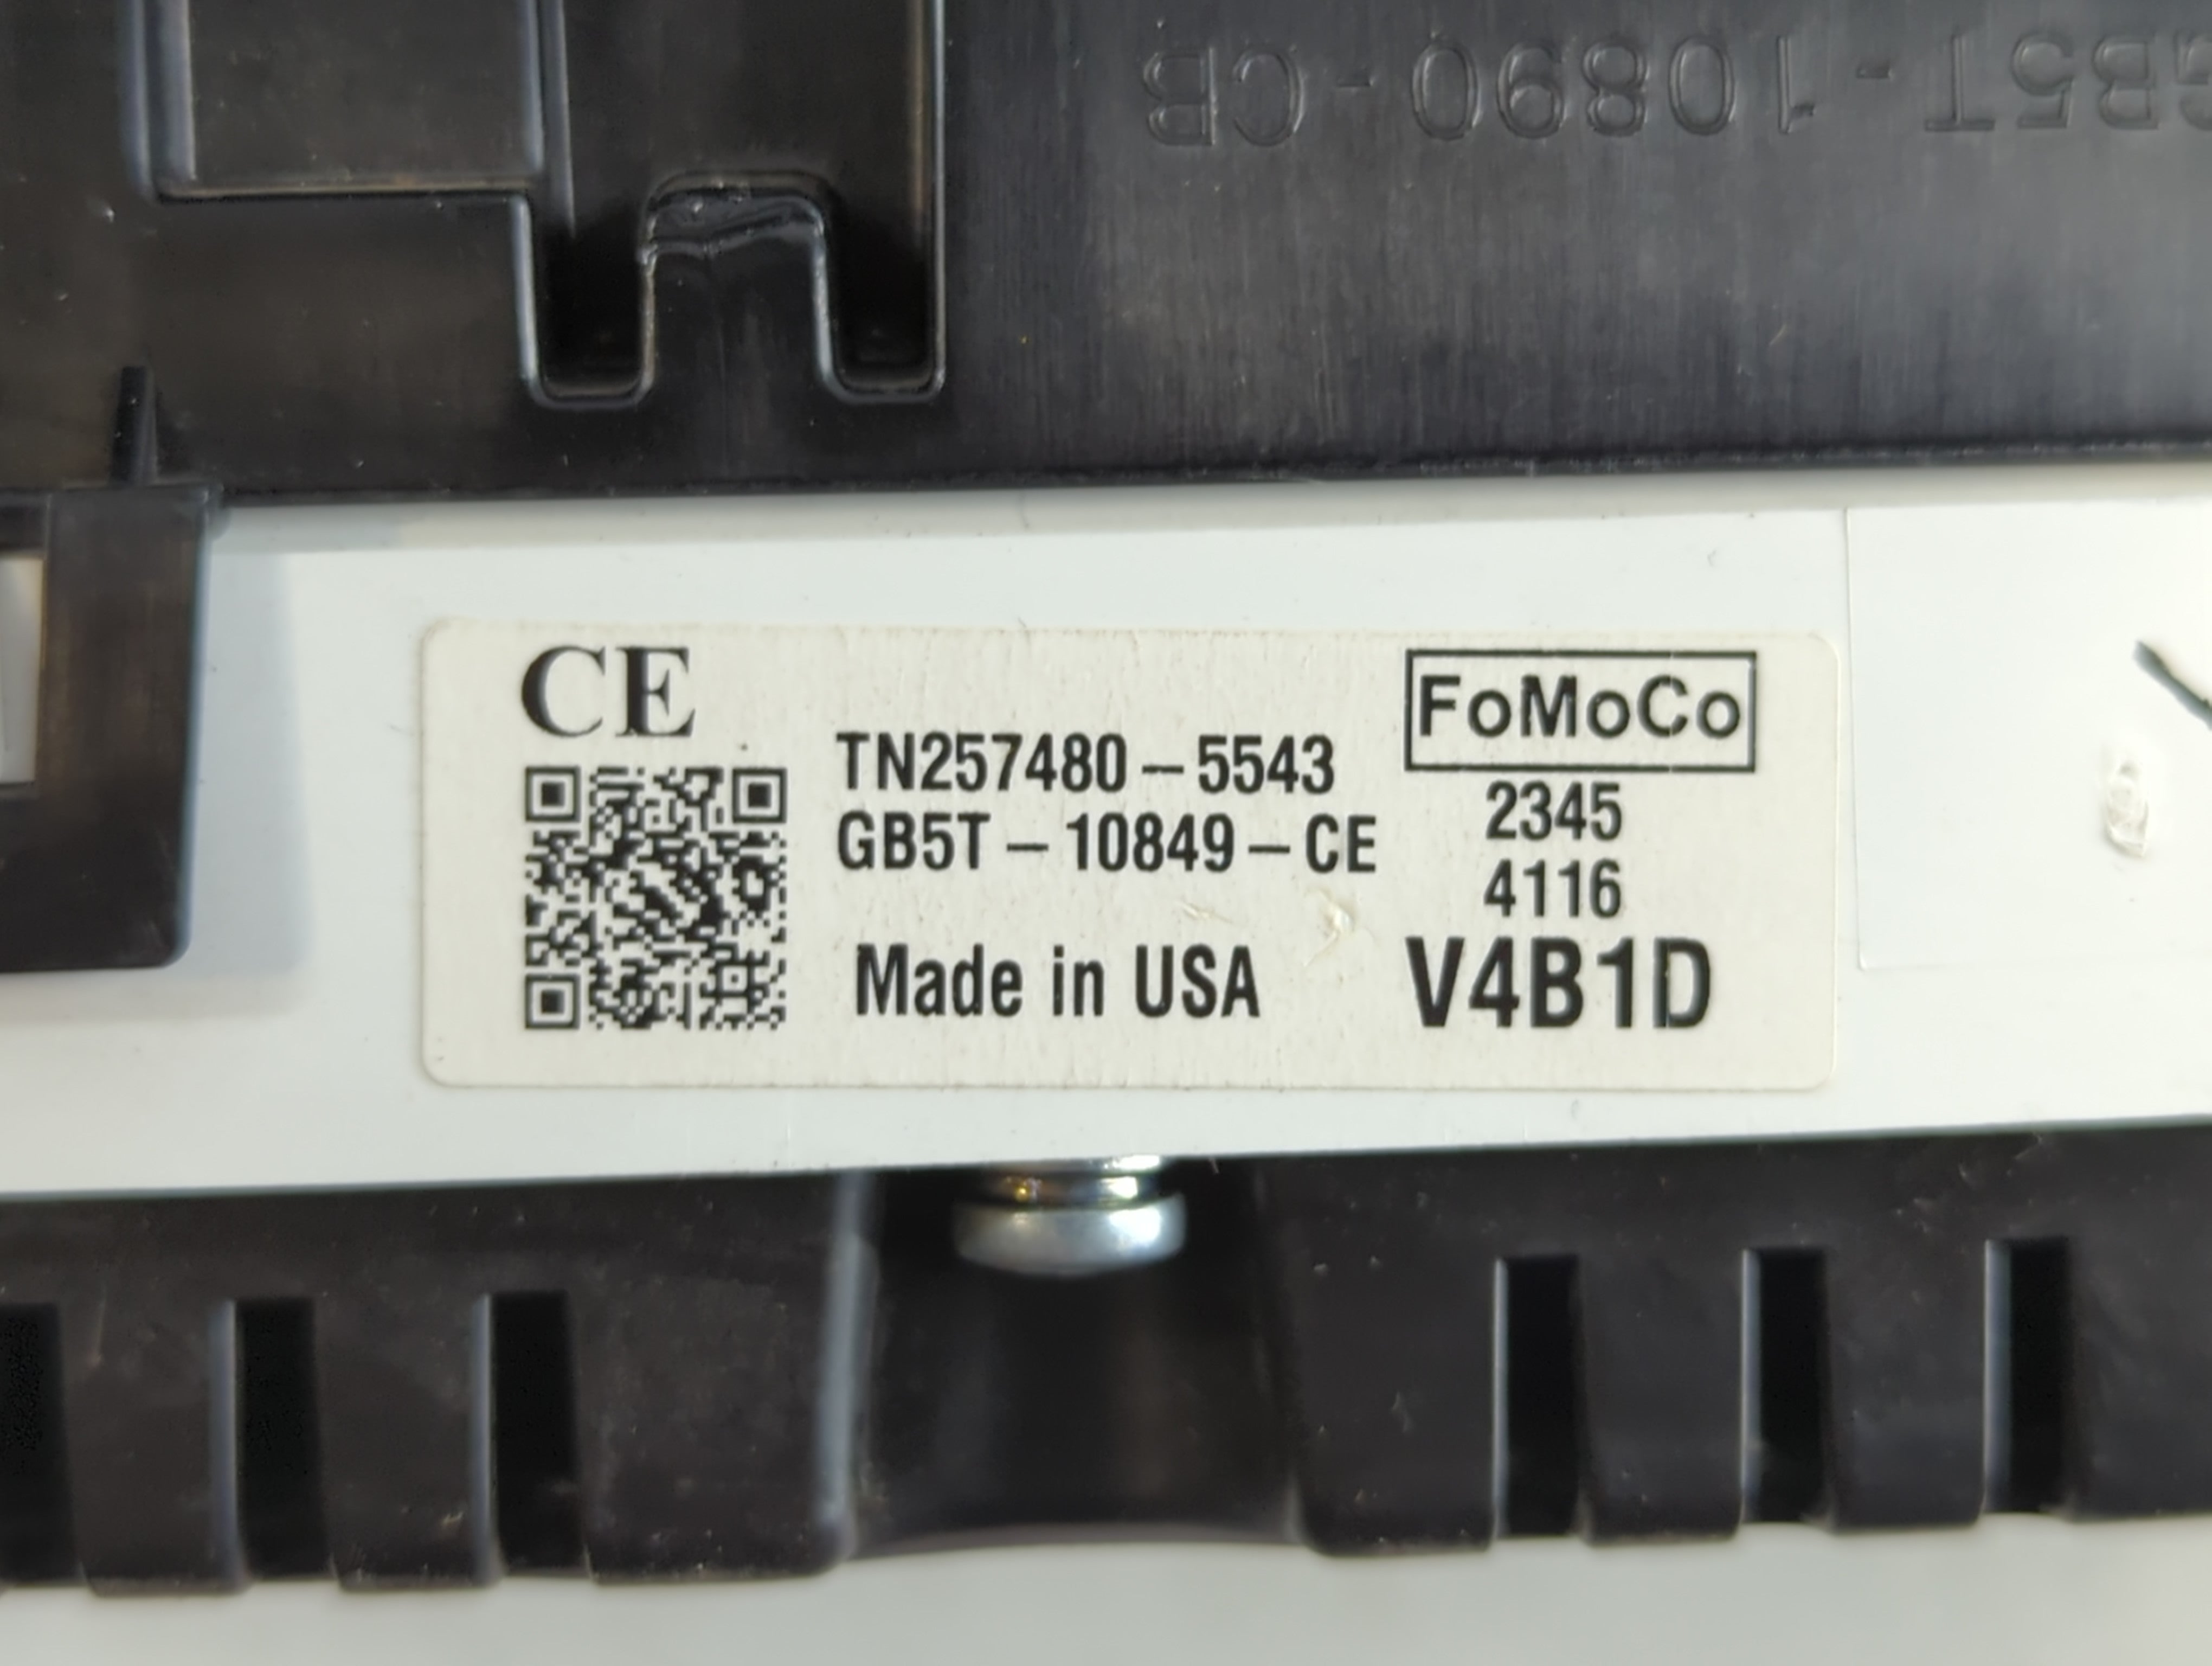 GB5T-10890-CB
CE
FoMoCo
TN257480-5543
2345
GB5T-10849-CE
4116
Made in USA
V4B1D